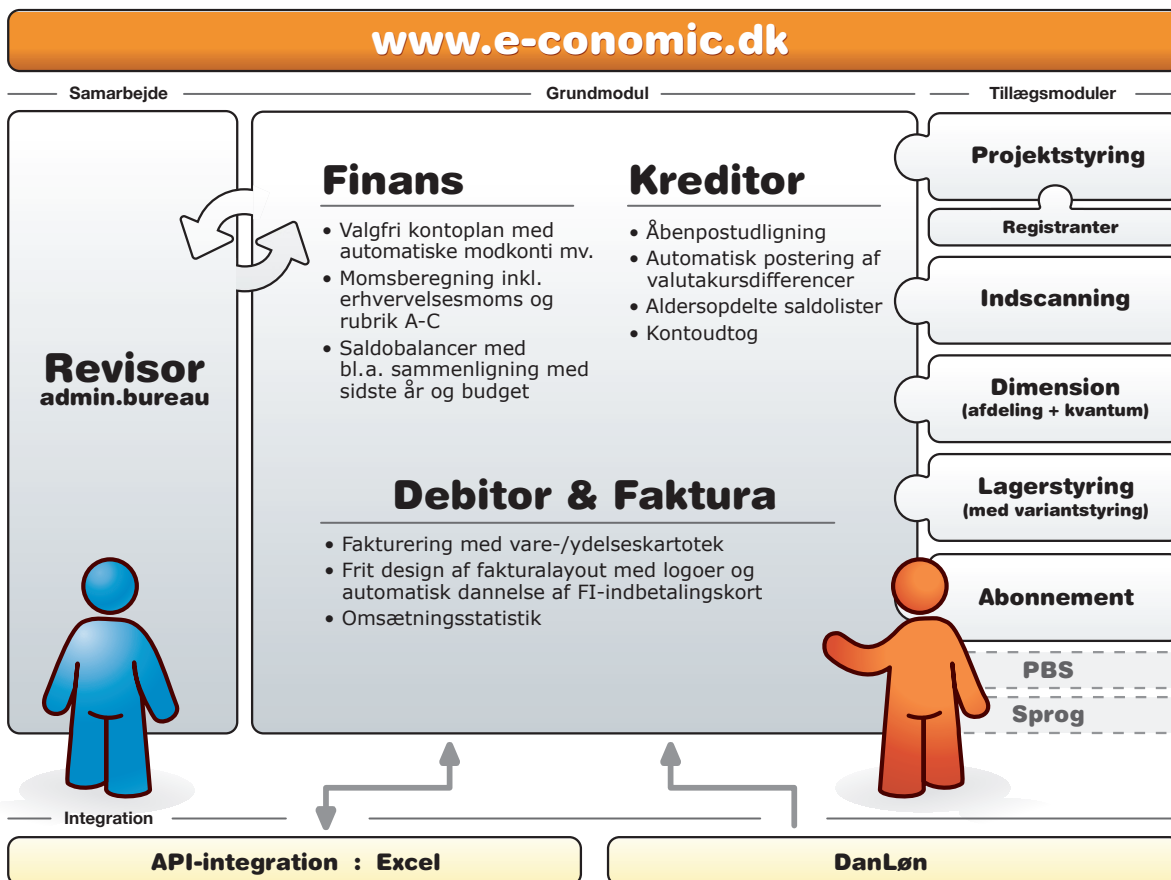 www.e-conomic.dk
Samarbejde
Grundmodul
Tillægsmoduler
Revisor
admin.bureau
Finans
• Valgfri kontoplan med
automatiske modkonti mv.
• Momsberegning inkl.
erhvervelsesmoms og
rubrik A-C
• Saldobalancer med
bl.a. sammenligning med
sidste år og budget
Kreditor
• Åbenpostudligning
• Automatisk postering af
valutakursdifferencer
• Aldersopdelte saldolister
• Kontoudtog
Debitor & Faktura
• Fakturering med vare-/ydelseskartotek
• Frit design af fakturalayout med logoer og
automatisk dannelse af FI-indbetalingskort
• Omsætningsstatistik
Projektstyring
Registranter
Indscanning
Dimension
(afdeling + kvantum)
Lagerstyring
(med variantstyring)
Abonnement
PBS
Sprog
Integration
API-integration : Excel
DanLøn